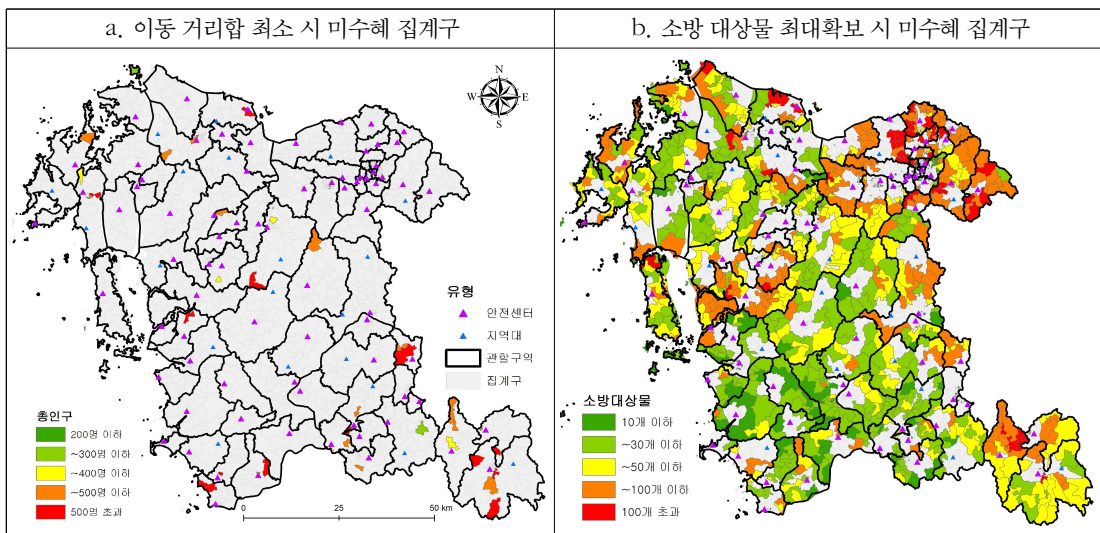 a. 이동 거리합 최소 시 미수혜 집계구
b. 소방 대상물 최대확보 시 미수혜 집계구
N
W E
S
유형
안전센터
지역대
관할구역
집계구
총인구
200명 이하
~300명 이하
~400명 이하
~500명 이하
500명 초과
0 25 50 km
소방대상물
10개 이하
~30개 이하
~50개 이하
~100개 이하
100개 초과